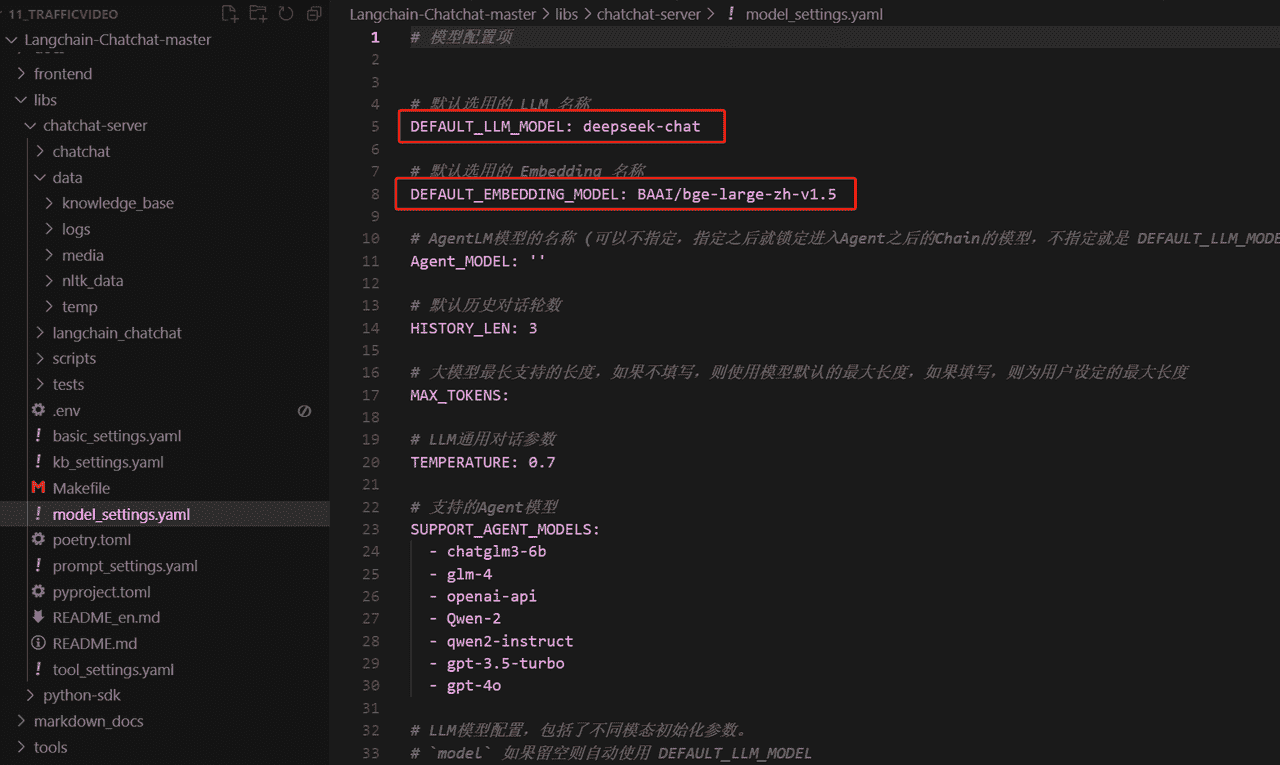 11_TRAFFICVIDEO
Langchain-Chatchat-master
frontend
libs
chatchat-server
chatchat
data
knowledge_base
logs
media
nltk_data
temp
langchain_chatchat
scripts
tests
.env
basic_settings.yaml
kb_settings.yaml
Makefile
model_settings.yaml
poetry.toml
prompt_settings.yaml
pyproject.toml
README_en.md
README.md
tool_settings.yaml
python-sdk
markdown_docs
tools
Langchain-Chatchat-master > libs > chatchat-server > ! model_settings.yaml
1 # 模型配置项
2
3
4 # 默认选用的 LLM 名称
5 DEFAULT_LLM_MODEL: deepseek-chat
6
7 # 默认选用的 Embedding 名称
8 DEFAULT_EMBEDDING_MODEL: BAAI/bge-large-zh-v1.5
9
10 # AgentLM模型的名称 (可以不指定，指定之后就锁定进入Agent之后的Chain的模型，不指定就是 DEFAULT_LLM_MODE
11 Agent_MODEL: ''
12
13 # 默认历史对话轮数
14 HISTORY_LEN: 3
15
16 # 大模型最长支持的长度，如果不填写，则使用模型默认的最大长度，如果填写，则为用户设定的最大长度
17 MAX_TOKENS:
18
19 # LLM通用对话参数
20 TEMPERATURE: 0.7
21
22 # 支持的Agent模型
23 SUPPORT_AGENT_MODELS:
24 - chatglm3-6b
25 - glm-4
26 - openai-api
27 - Qwen-2
28 - qwen2-instruct
29 - gpt-3.5-turbo
30 - gpt-4o
31
32 # LLM模型配置，包括了不同模态初始化参数。
33 # `model` 如果留空则自动使用 DEFAULT_LLM_MODEL